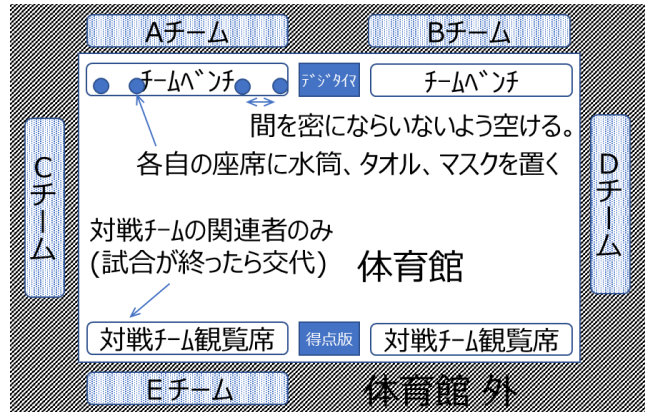 Aチーム
Bチーム
チームベンチ
デジタイマ
チームベンチ
間を密にならいないよう空ける。
各自の座席に水筒、タオル、マスクを置く
Cチーム
Dチーム
対戦チームの関連者のみ
(試合が終ったら交代)
体育館
対戦チーム観覧席
得点版
対戦チーム観覧席
Eチーム
体育館 外